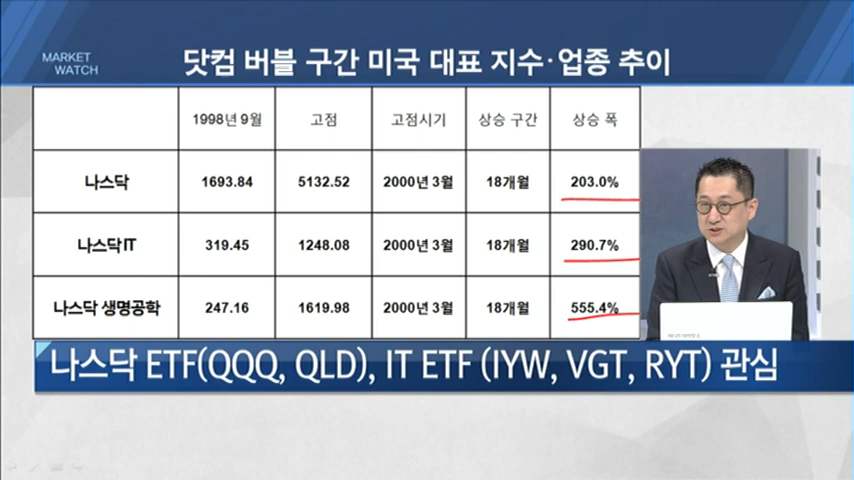 MARKET
WATCH
닷컴 버블 구간 미국 대표 지수·업종 추이
1998년 9월 고점 고점시기 상승 구간 상승 폭
나스닥 1693.84 5132.52 2000년 3월 18개월 203.0%
나스닥 IT 319.45 1248.08 2000년 3월 18개월 290.7%
나스닥 생명공학 247.16 1619.98 2000년 3월 18개월 555.4%
나스닥 ETF(QQQ, QLD), IT ETF (IYW, VGT, RYT) 관심